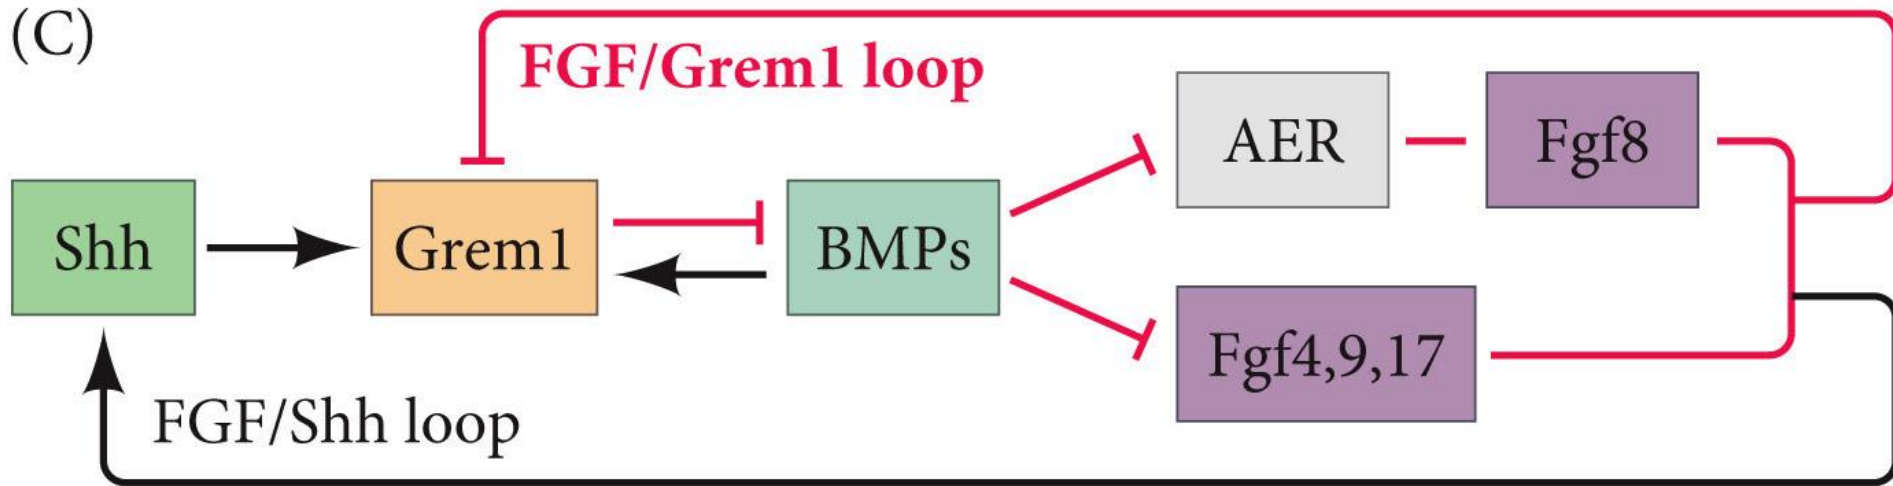 (C)
FGF/Grem1 loop
AER
Fgf8
Shh
Grem1
BMPs
Fgf4,9,17
FGF/Shh loop